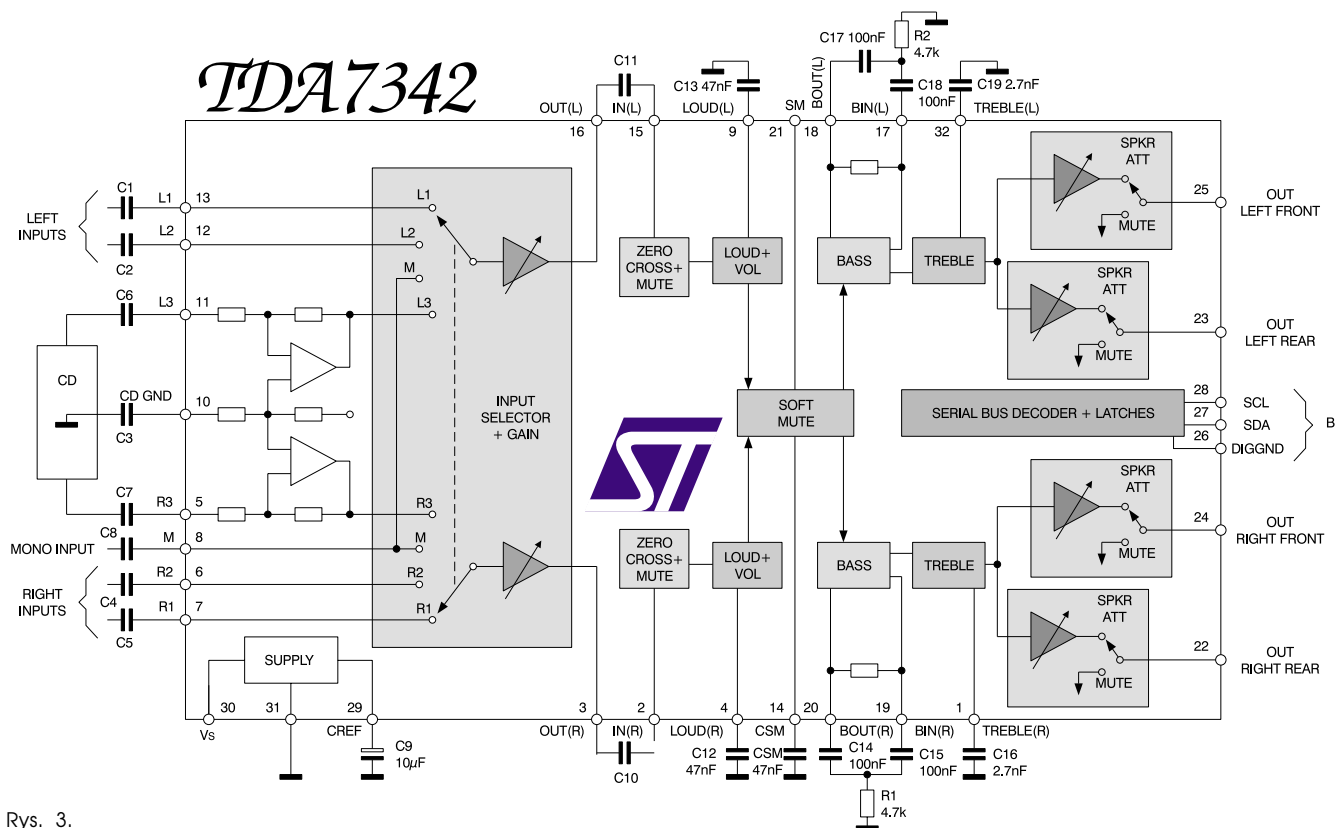 TDA7342
C17 100nF
R2
4.7k
C11
C13 47nF
C18
100nF
C19 2.7nF
OUT(L)
IN(L)
LOUD(L)
SM
BOUT(L)
BIN(L)
TREBLE(L)
16
15
9
21
18
17
32
LEFT
INPUTS
C1
L1
13
L2
12
C2
C6
L3
11
CD
CD GND
10
C3
C7
R3
5
C8
M
8
MONO INPUT
RIGHT
INPUTS
R2
6
C4
R1
7
C5
L1
L2
M
L3
INPUT
SELECTOR
+ GAIN
R3
M
R2
R1
ZERO
CROSS+
MUTE
LOUD+
VOL
BASS
TREBLE
SPKR
ATT
MUTE
25
OUT
LEFT FRONT
SPKR
ATT
MUTE
23
OUT
LEFT REAR
SOFT
MUTE
ST
SERIAL BUS DECODER + LATCHES
28
SCL
27
SDA
26
DIGGND
B
ZERO
CROSS+
MUTE
LOUD+
VOL
BASS
TREBLE
SPKR
ATT
MUTE
24
OUT
RIGHT FRONT
SPKR
ATT
MUTE
22
OUT
RIGHT REAR
SUPPLY
30
31
29
3
2
4
14
20
19
1
Vs
CREF
OUT(R)
IN(R)
LOUD(R)
CSM
BOUT(R)
BIN(R)
TREBLE(R)
C9
10µF
C10
C12
47nF
CSM
47nF
C14
100nF
C15
100nF
C16
2.7nF
R1
4.7k
Rys. 3.